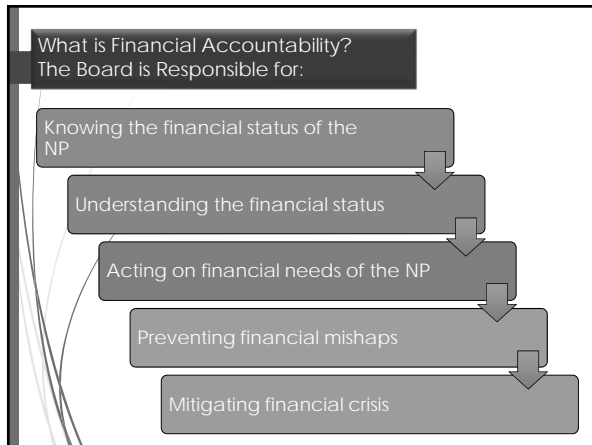 What is Financial Accountability?
The Board is Responsible for:
Knowing the financial status of the
NP
Understanding the financial status
Acting on financial needs of the NP
Preventing financial mishaps
Mitigating financial crisis